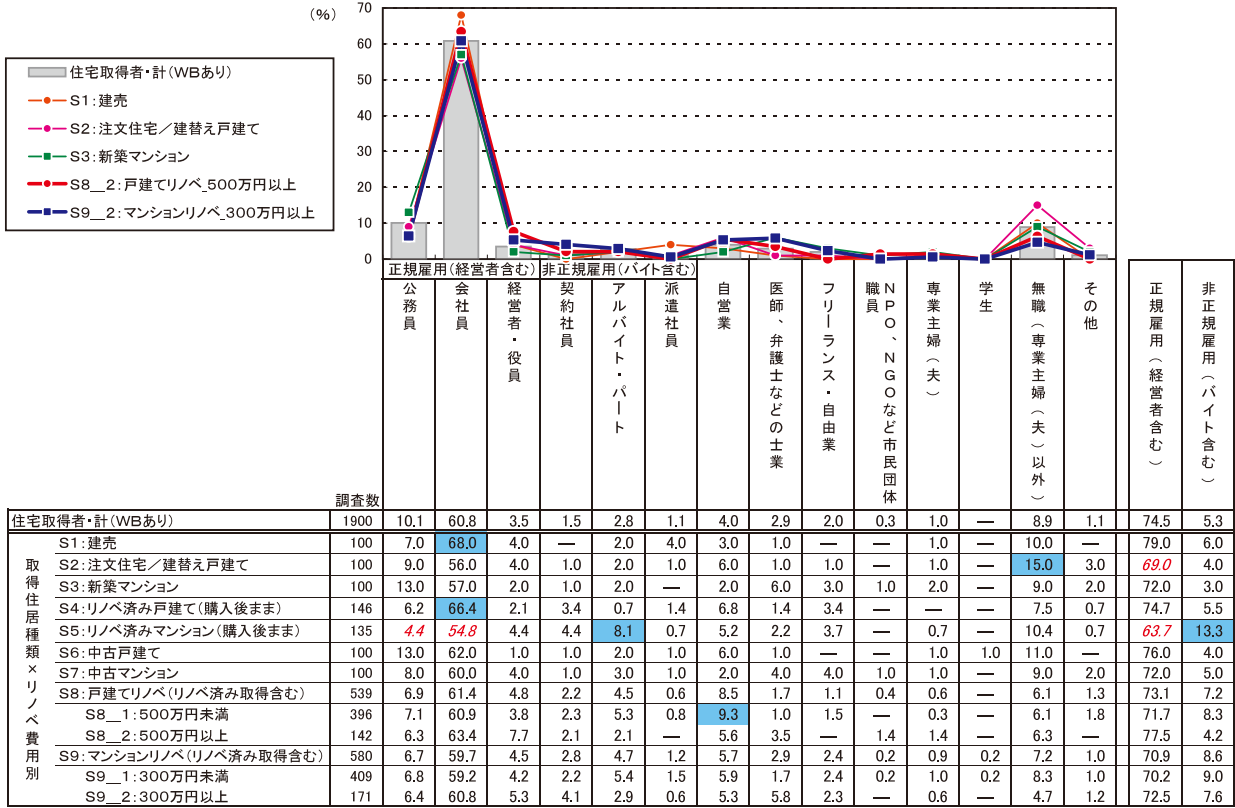 (%)
70
60
50
40
30
20
10
0
住宅取得者・計(WBあり)
S1:建売
S2:注文住宅/建替え戸建て
S3:新築マンション
S8__2:戸建てリノベ_500万円以上
S9__2:マンションリノベ_300万円以上
正規雇用(経営者含む) 非正規雇用(バイト含む)
公務員
会社員
経営者・役員
契約社員
アルバイト・パート
派遣社員
自営業
医師、弁護士などの士業
フリーランス・自由業
NPO、NGOなど市民団体職員
専業主婦(夫)
学生
無職(専業主婦(夫)以外)
その他
正規雇用(経営者含む)
非正規雇用(バイト含む)
調査数
住宅取得者・計(WBあり) 1900 10.1 60.8 3.5 1.5 2.8 1.1 4.0 2.9 2.0 0.3 1.0 — 8.9 1.1 74.5 5.3
取得住居種類×リノベ費用別
S1:建売 100 7.0 68.0 4.0 — 2.0 4.0 3.0 1.0 — — 1.0 — 10.0 — 79.0 6.0
S2:注文住宅/建替え戸建て 100 9.0 56.0 4.0 1.0 2.0 1.0 6.0 1.0 1.0 — 1.0 — 15.0 3.0 69.0 4.0
S3:新築マンション 100 13.0 57.0 2.0 1.0 2.0 — 2.0 6.0 3.0 1.0 2.0 — 9.0 2.0 72.0 3.0
S4:リノベ済み戸建て(購入後まま) 146 6.2 66.4 2.1 3.4 0.7 1.4 6.8 1.4 3.4 — — — 7.5 0.7 74.7 5.5
S5:リノベ済みマンション(購入後まま) 135 4.4 54.8 4.4 4.4 8.1 0.7 5.2 2.2 3.7 — 0.7 — 10.4 0.7 63.7 13.3
S6:中古戸建て 100 13.0 62.0 1.0 1.0 2.0 1.0 6.0 1.0 — — 1.0 1.0 11.0 — 76.0 4.0
S7:中古マンション 100 8.0 60.0 4.0 1.0 3.0 1.0 2.0 4.0 4.0 1.0 1.0 — 9.0 2.0 72.0 5.0
S8:戸建てリノベ(リノベ済み取得含む) 539 6.9 61.4 4.8 2.2 4.5 0.6 8.5 1.7 1.1 0.4 0.6 — 6.1 1.3 73.1 7.2
S8__1:500万円未満 396 7.1 60.9 3.8 2.3 5.3 0.8 9.3 1.0 1.5 — 0.3 — 6.1 1.8 71.7 8.3
S8__2:500万円以上 142 6.3 63.4 7.7 2.1 2.1 — 5.6 3.5 — 1.4 1.4 — 6.3 — 77.5 4.2
S9:マンションリノベ(リノベ済み取得含む) 580 6.7 59.7 4.5 2.8 4.7 1.2 5.7 2.9 2.4 0.2 0.9 0.2 7.2 1.0 70.9 8.6
S9__1:300万円未満 409 6.8 59.2 4.2 2.2 5.4 1.5 5.9 1.7 2.4 0.2 1.0 0.2 8.3 1.0 70.2 9.0
S9__2:300万円以上 171 6.4 60.8 5.3 4.1 2.9 0.6 5.3 5.8 2.3 — 0.6 — 4.7 1.2 72.5 7.6